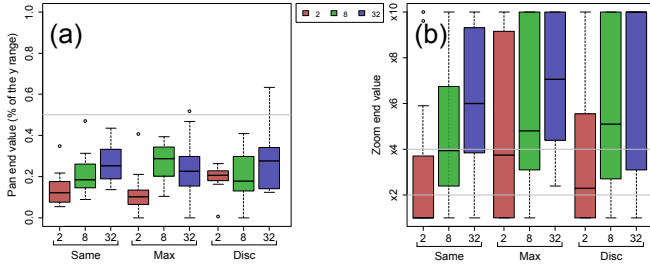 2 8 32
(a)
Pan end value (% of the y range)
1.0
0.8
0.6
0.4
0.2
0.0
2 8 32 2 8 32 2 8 32
Same Max Disc
(b)
Zoom end value
x10
x8
x6
x4
x2
2 8 32 2 8 32 2 8 32
Same Max Disc